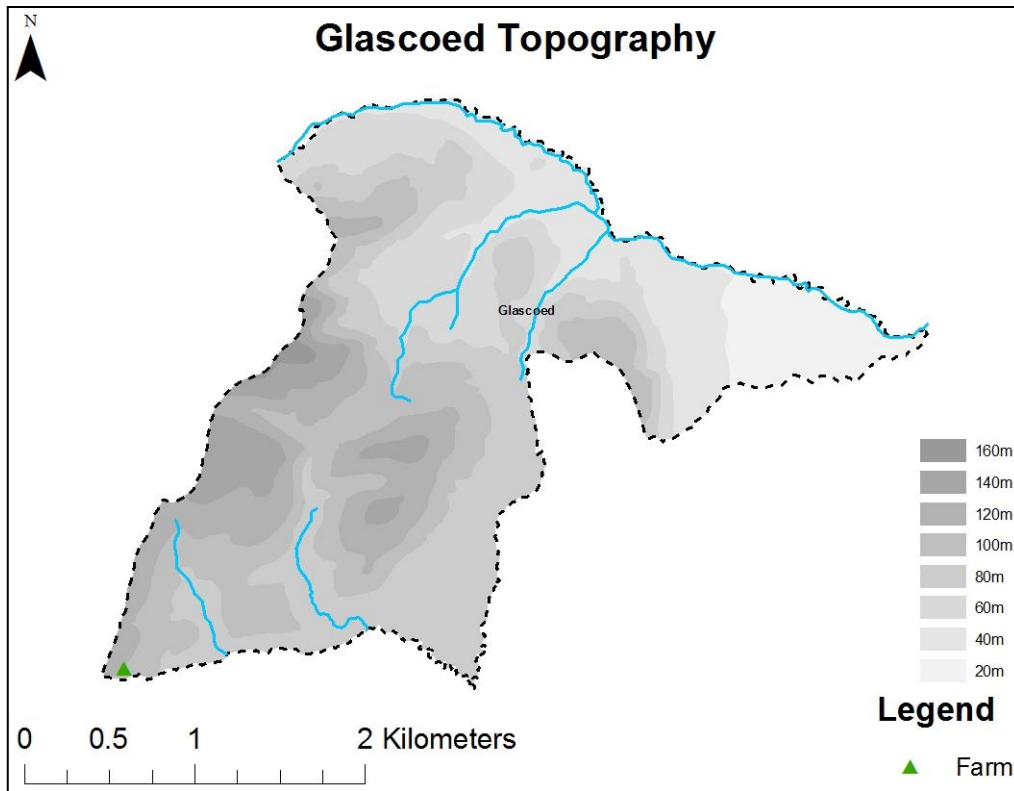 N
Glascoed Topography
Glascoed
160m
140m
120m
100m
80m
60m
40m
20m
Legend
Farm
0 0.5 1 2 Kilometers